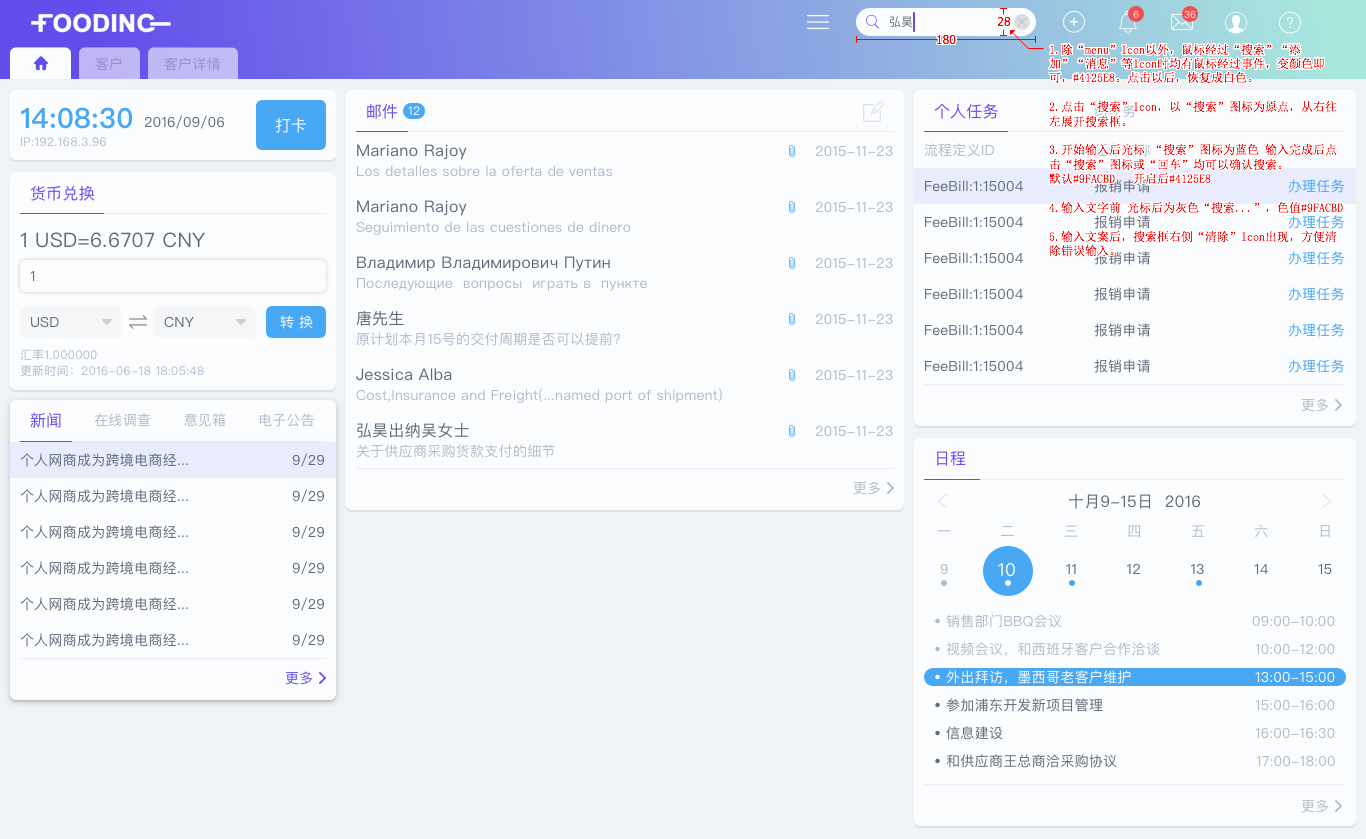 FOODING
弘昊
28
180
6
36
?
客户
客户详情
1.除“menu”Icon以外，鼠标经过“搜索”“添
加”“消息”等Icon时均有鼠标经过事件，变颜色即
可，#4125E8。点击以后，恢复成白色。
2.点击“搜索”Icon，以“搜索”图标为原点，从右往
左展开搜索框。
3.开始输入后光标，“搜索”图标为蓝色 输入完成后点
击“搜索”图标或“回车”均可以确认搜索。
默认#9FACBD， 开启后#4125E8
4.输入文字前 光标后为灰色“搜索...”，色值#9FACBD
5.输入文案后，搜索框右侧“清除”Icon出现，方便清
除错误输入。
14:08:30
2016/09/06
IP:192.168.3.96
打卡
货币兑换
1 USD=6.6707 CNY
1
USD
CNY
转 换
汇率1.000000
更新时间：2016-06-18 18:05:48
新闻
在线调查
意见箱
电子公告
个人网商成为跨境电商经... 9/29
个人网商成为跨境电商经... 9/29
个人网商成为跨境电商经... 9/29
个人网商成为跨境电商经... 9/29
个人网商成为跨境电商经... 9/29
个人网商成为跨境电商经... 9/29
更多
邮件 12
Mariano Rajoy 2015-11-23
Los detalles sobre la oferta de ventas
Mariano Rajoy 2015-11-23
Seguimiento de las cuestiones de dinero
Владимир Владимирович Путин 2015-11-23
Последующие вопросы играть в пункте
唐先生 2015-11-23
原计划本月15号的交付周期是否可以提前?
Jessica Alba 2015-11-23
Cost,Insurance and Freight(...named port of shipment)
弘昊出纳吴女士 2015-11-23
关于供应商采购货款支付的细节
更多
个人任务
流程定义ID
FeeBill:1:15004 报销申请 办理任务
FeeBill:1:15004 报销申请 办理任务
FeeBill:1:15004 报销申请 办理任务
FeeBill:1:15004 报销申请 办理任务
FeeBill:1:15004 报销申请 办理任务
FeeBill:1:15004 报销申请 办理任务
更多
日程
十月9-15日 2016
一 二 三 四 五 六 日
9 10 11 12 13 14 15
• 销售部门BBQ会议 09:00-10:00
• 视频会议，和西班牙客户合作洽谈 10:00-12:00
• 外出拜访，墨西哥老客户维护 13:00-15:00
• 参加浦东开发新项目管理 15:00-16:00
• 信息建设 16:00-16:30
• 和供应商王总商洽采购协议 17:00-18:00
更多